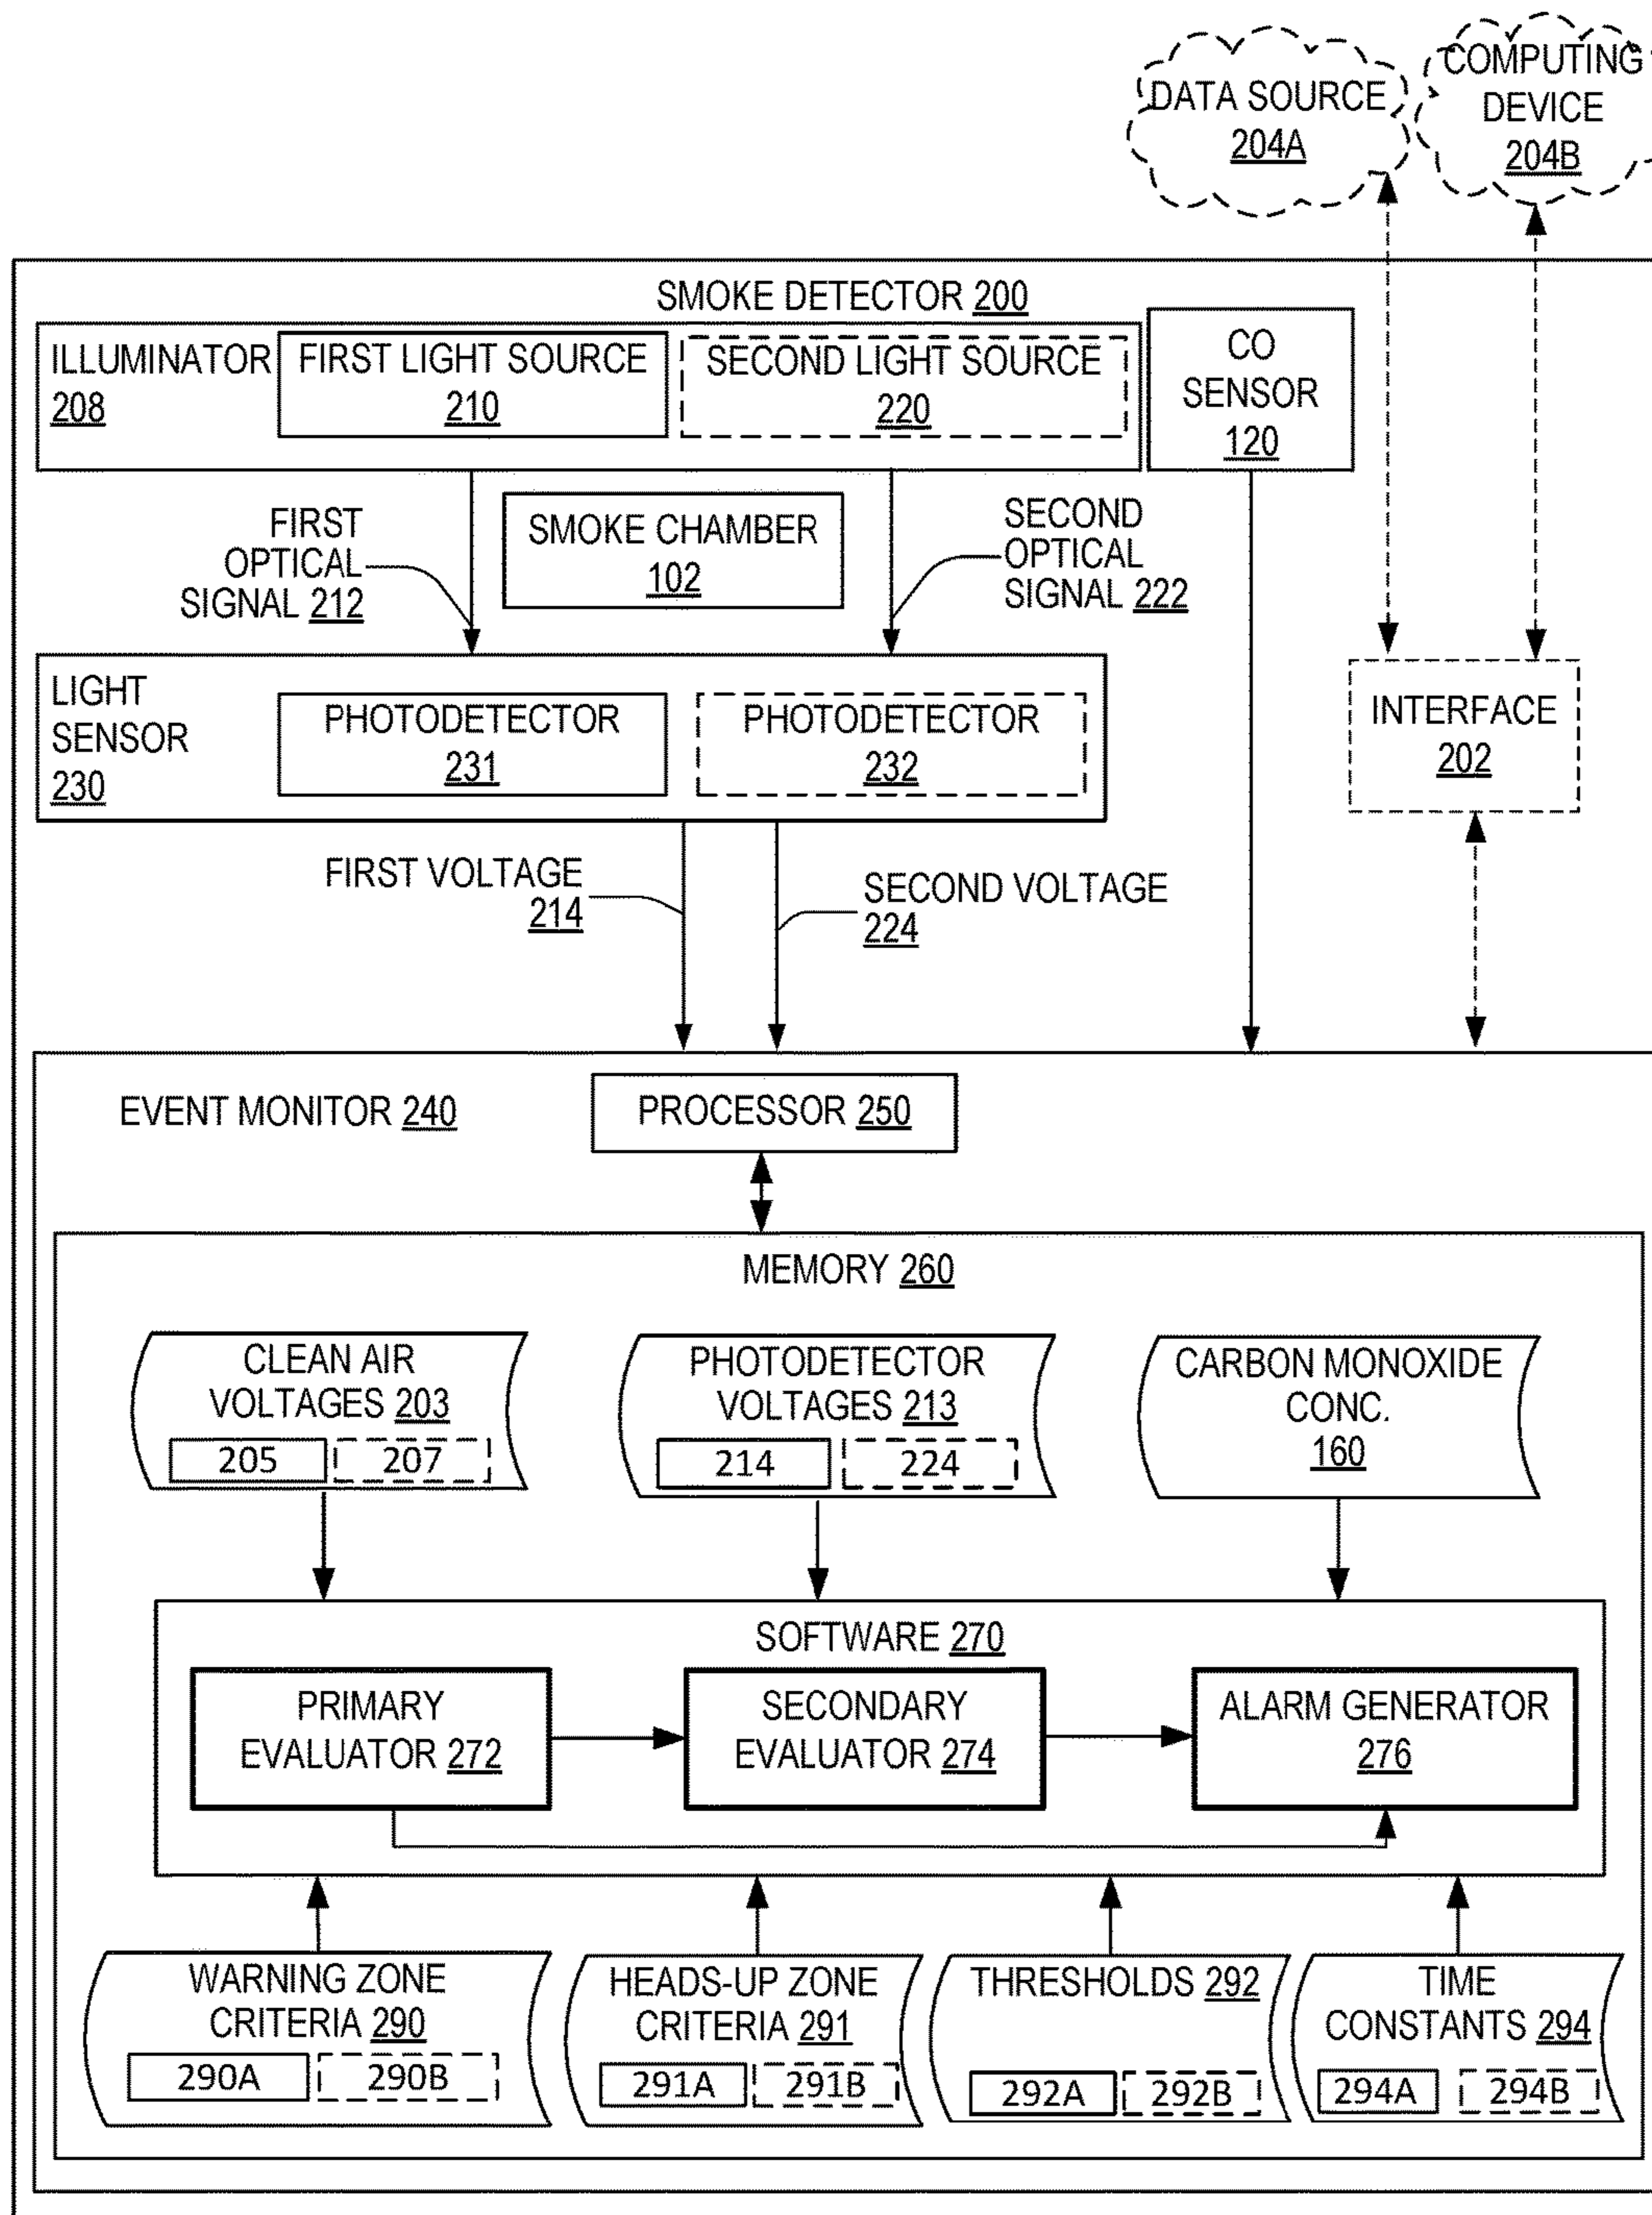 DATA SOURCE
204A
COMPUTING
DEVICE
204B
SMOKE DETECTOR 200
ILLUMINATOR
208
FIRST LIGHT SOURCE
210
SECOND LIGHT SOURCE
220
CO
SENSOR
120
FIRST
OPTICAL
SIGNAL 212
SMOKE CHAMBER
102
SECOND
OPTICAL
SIGNAL 222
LIGHT
SENSOR
230
PHOTODETECTOR
231
PHOTODETECTOR
232
INTERFACE
202
FIRST VOLTAGE
214
SECOND VOLTAGE
224
EVENT MONITOR 240
PROCESSOR 250
MEMORY 260
CLEAN AIR
VOLTAGES 203
205 207
PHOTODETECTOR
VOLTAGES 213
214 224
CARBON MONOXIDE
CONC.
160
SOFTWARE 270
PRIMARY
EVALUATOR 272
SECONDARY
EVALUATOR 274
ALARM GENERATOR
276
WARNING ZONE
CRITERIA 290
290A 290B
HEADS-UP ZONE
CRITERIA 291
291A 291B
THRESHOLDS 292
292A 292B
TIME
CONSTANTS 294
294A 294B